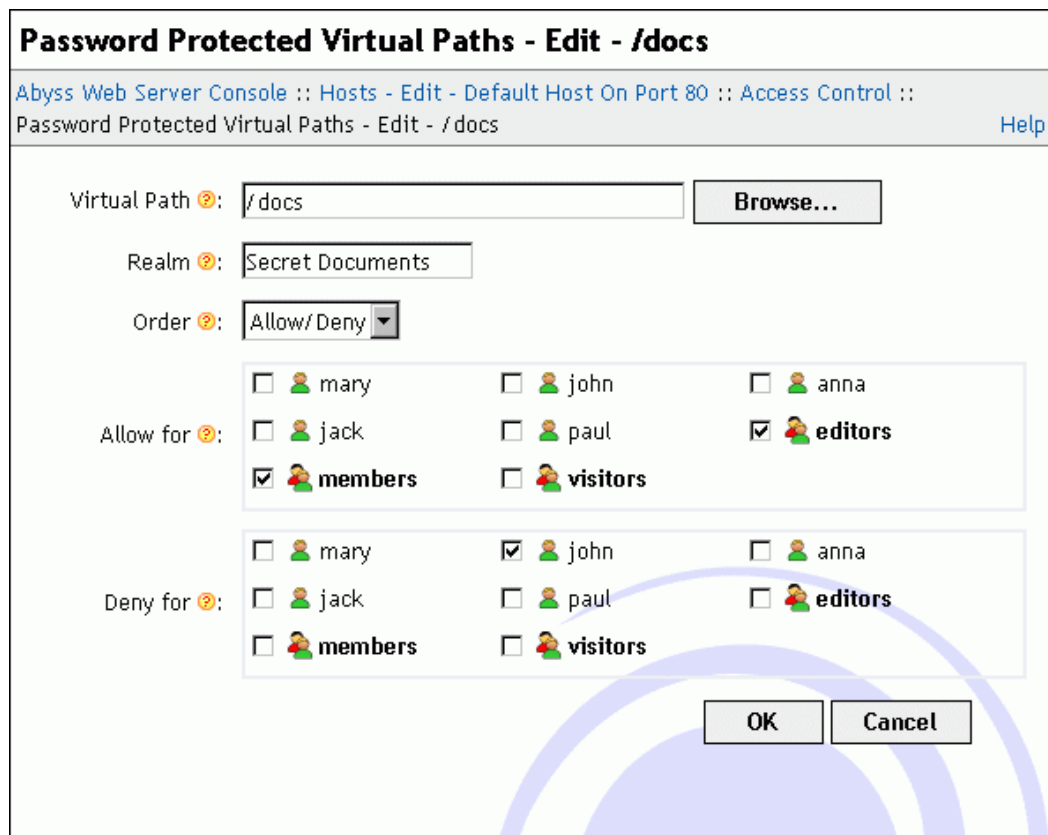 Password Protected Virtual Paths - Edit - /docs
Abyss Web Server Console :: Hosts - Edit - Default Host On Port 80 :: Access Control ::
Password Protected Virtual Paths - Edit - /docs Help
Virtual Path ?: /docs Browse...
Realm ?: Secret Documents
Order ?: Allow/Deny
mary john anna
Allow for ?: jack paul editors
members visitors
mary john anna
Deny for ?: jack paul editors
members visitors
OK Cancel